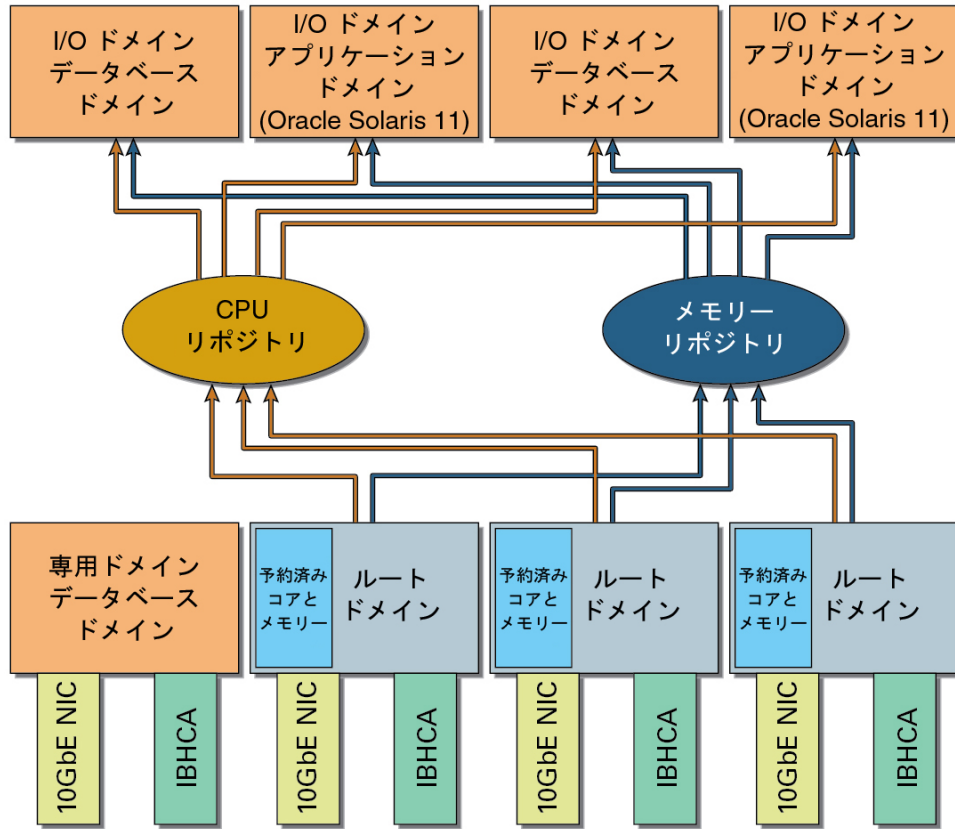 I/O ドメイン
データベース
ドメイン
I/O ドメイン
アプリケーション
ドメイン
(Oracle Solaris 11)
I/O ドメイン
データベース
ドメイン
I/O ドメイン
アプリケーション
ドメイン
(Oracle Solaris 11)
CPU
リポジトリ
メモリー
リポジトリ
専用ドメイン
データベース
ドメイン
予約済み
コアと
メモリー
ルート
ドメイン
予約済み
コアと
メモリー
ルート
ドメイン
予約済み
コアと
メモリー
ルート
ドメイン
10GbE NIC
IBHCA
10GbE NIC
IBHCA
10GbE NIC
IBHCA
10GbE NIC
IBHCA